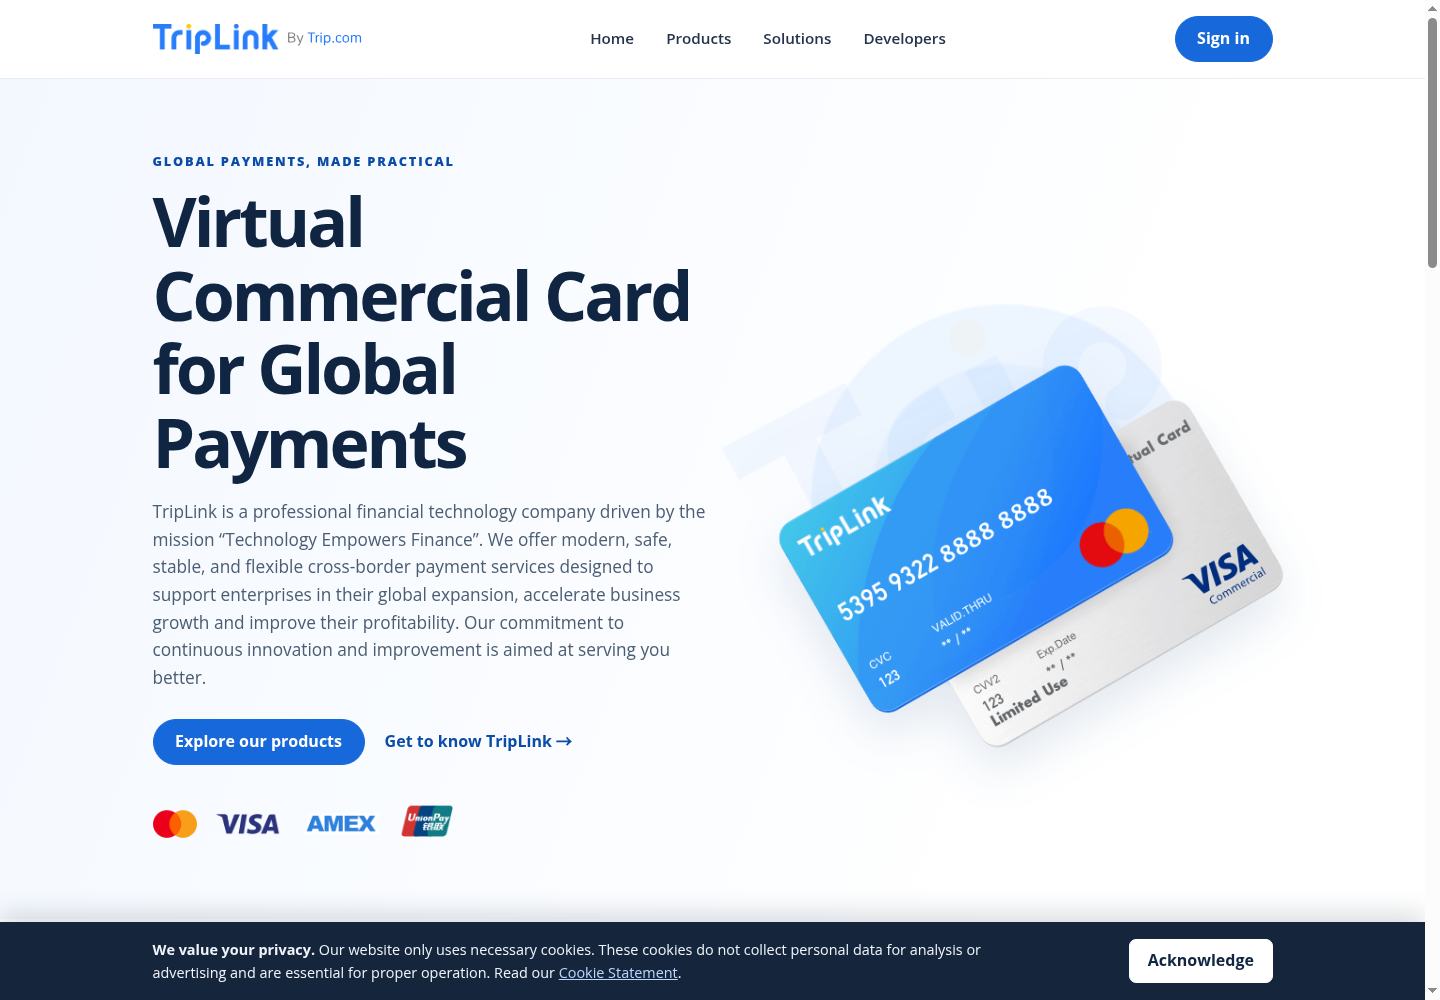 TripLink By Trip.com
Home Products Solutions Developers
Sign in
GLOBAL PAYMENTS, MADE PRACTICAL
Virtual
Commercial Card
for Global
Payments
TripLink is a professional financial technology company driven by the
mission “Technology Empowers Finance”. We offer modern, safe,
stable, and flexible cross-border payment services designed to
support enterprises in their global expansion, accelerate business
growth and improve their profitability. Our commitment to
continuous innovation and improvement is aimed at serving you
better.
Explore our products
Get to know TripLink →
VISA AMEX UnionPay 银联
Trip
TripLink
5395 9322 8888 8888
VALID.THRU
** / **
CVC
123
Card
VISA
Commercial
Exp.Date
** / **
CVV2
123
Limited Use
We value your privacy. Our website only uses necessary cookies. These cookies do not collect personal data for analysis or
advertising and are essential for proper operation. Read our Cookie Statement.
Acknowledge